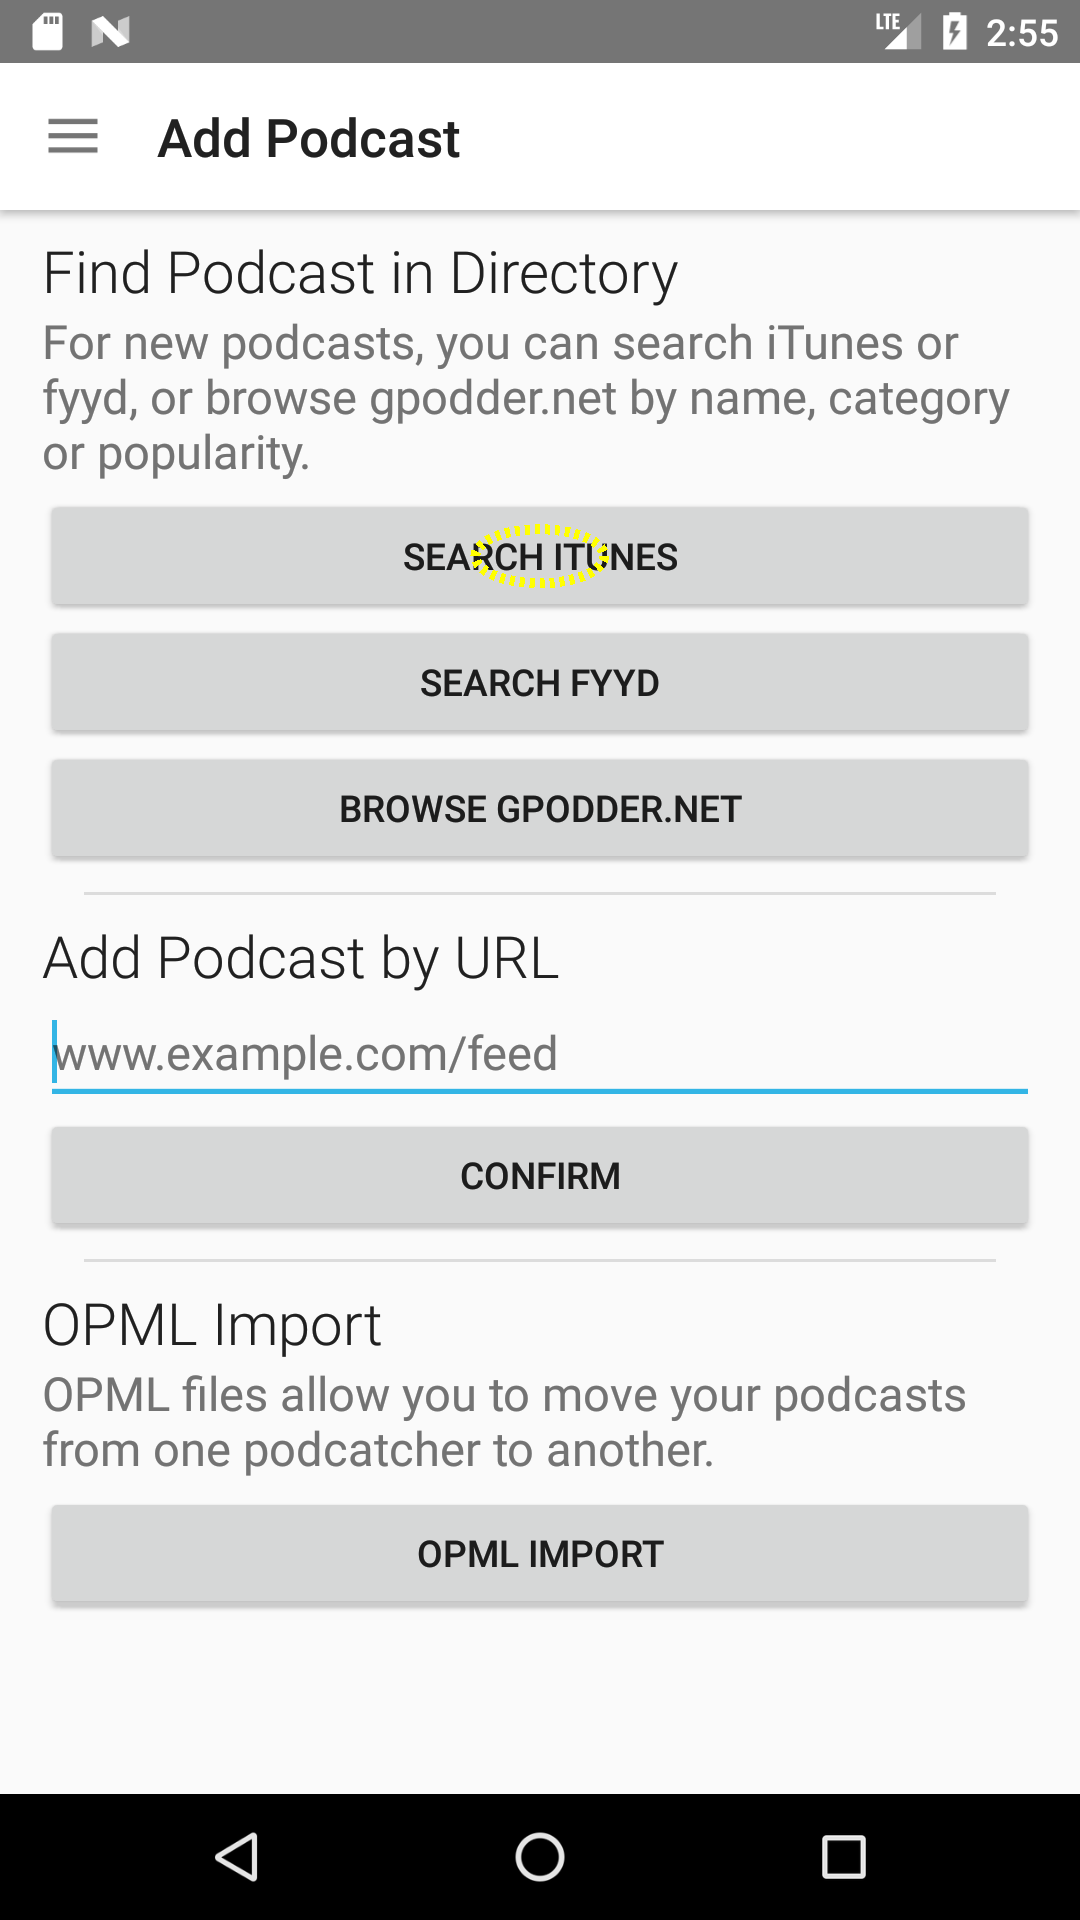 LTE 2:55
Add Podcast
Find Podcast in Directory
For new podcasts, you can search iTunes or
fyyd, or browse gpodder.net by name, category
or popularity.
SEARCH ITUNES
SEARCH FYYD
BROWSE GPODDER.NET
Add Podcast by URL
www.example.com/feed
CONFIRM
OPML Import
OPML files allow you to move your podcasts
from one podcatcher to another.
OPML IMPORT